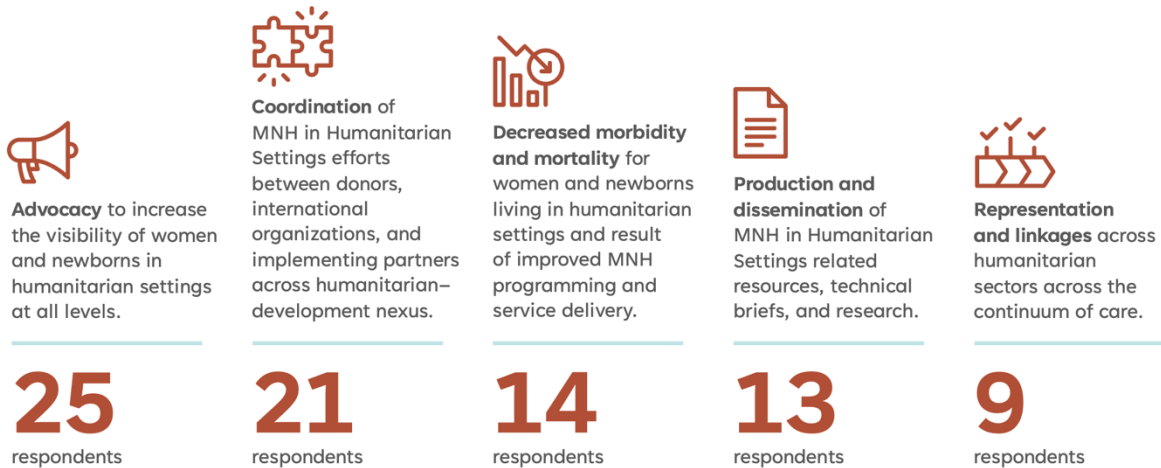 Advocacy to increase
the visibility of women
and newborns in
humanitarian settings
at all levels.
25
respondents
Coordination of
MNH in Humanitarian
Settings efforts
between donors,
international
organizations, and
implementing partners
across humanitarian–
development nexus.
21
respondents
Decreased morbidity
and mortality for
women and newborns
living in humanitarian
settings and result
of improved MNH
programming and
service delivery.
14
respondents
Production and
dissemination of
MNH in Humanitarian
Settings related
resources, technical
briefs, and research.
13
respondents
Representation
and linkages across
humanitarian
sectors across the
continuum of care.
9
respondents